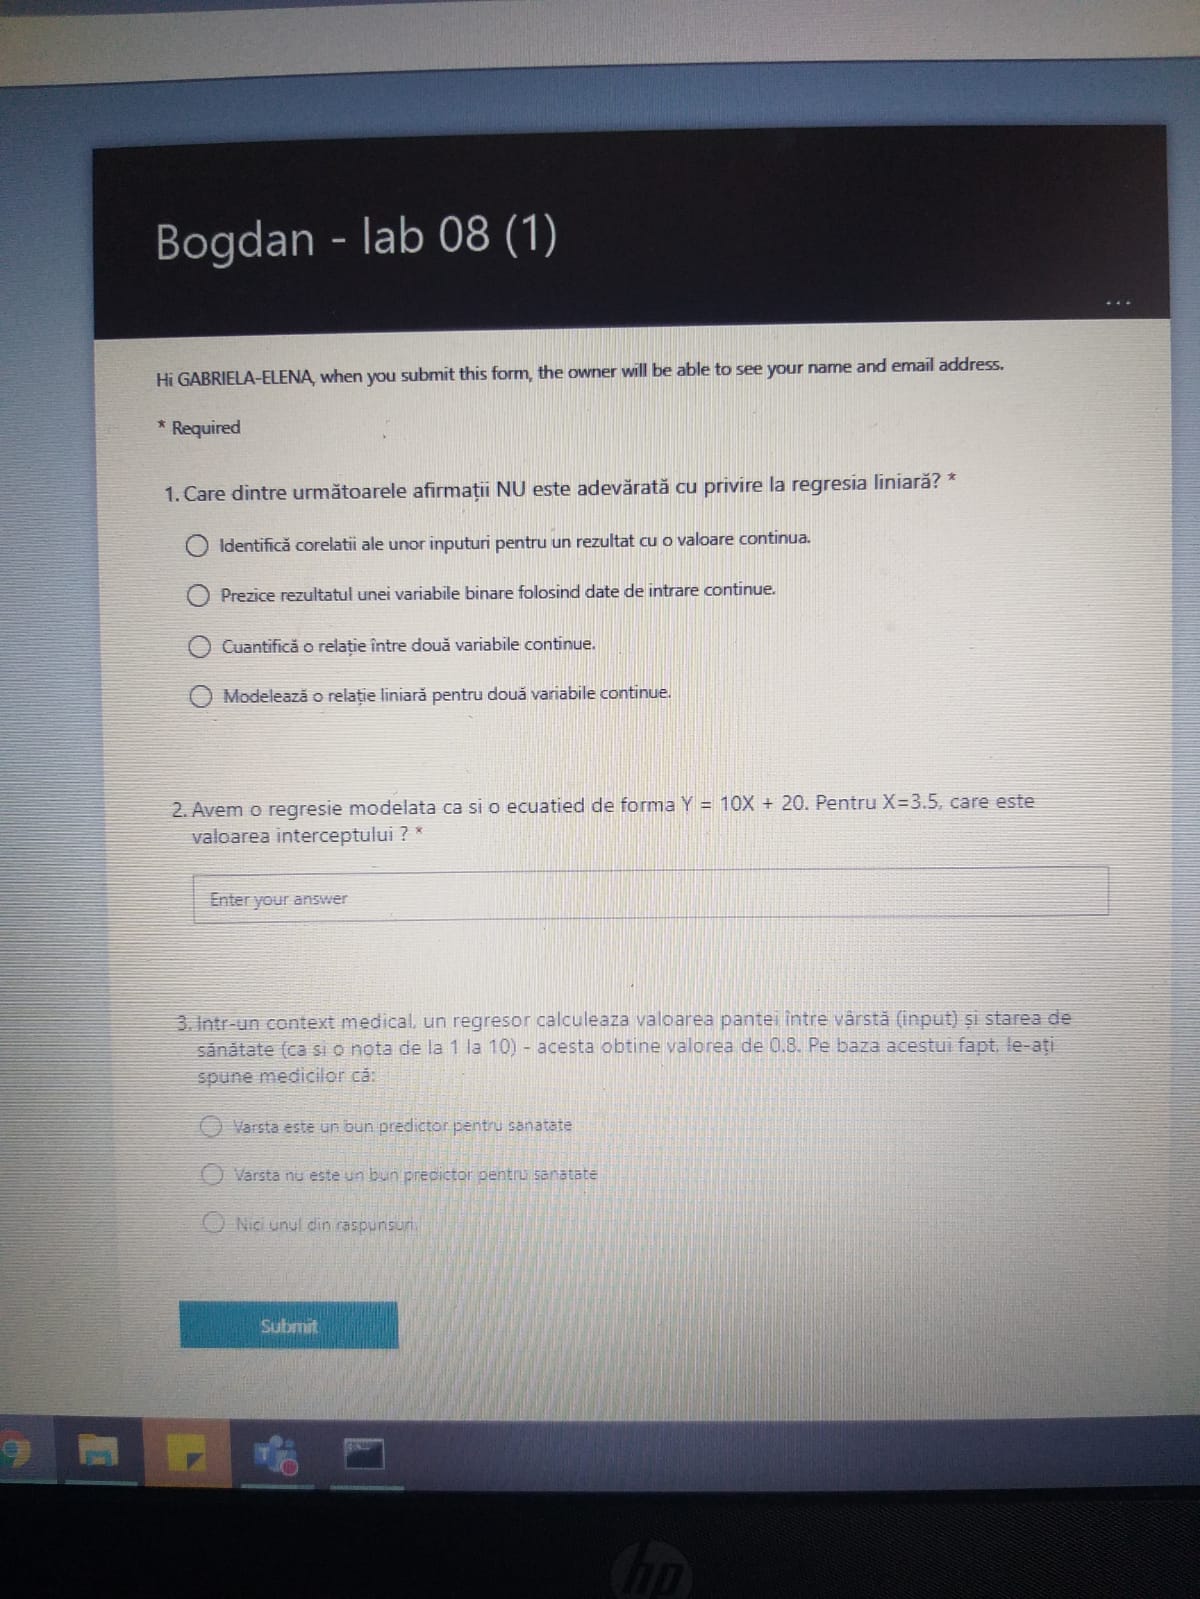 Bogdan - lab 08 (1)
...
Hi GABRIELA-ELENA, when you submit this form, the owner will be able to see your name and email address.
* Required
1. Care dintre următoarele afirmații NU este adevărată cu privire la regresia liniară? *
Identifică corelatii ale unor inputuri pentru un rezultat cu o valoare continua.
Prezice rezultatul unei variabile binare folosind date de intrare continue.
Cuantifică o relație între două variabile continue.
Modelează o relație liniară pentru două variabile continue.
2. Avem o regresie modelata ca si o ecuatied de forma Y = 10X + 20. Pentru X=3.5, care este
valoarea interceptului ? *
Enter your answer
3. Intr-un context medical, un regresor calculeaza valoarea pantei între vârstă (input) și starea de
sănătate (ca si o nota de la 1 la 10) - acesta obtine valorea de 0.8. Pe baza acestui fapt, le-ați
spune medicilor că:
Varsta este un bun predictor pentru sanatate
Varsta nu este un bun predictor pentru sanatate
Nici unul din raspunsuri.
Submit
hp